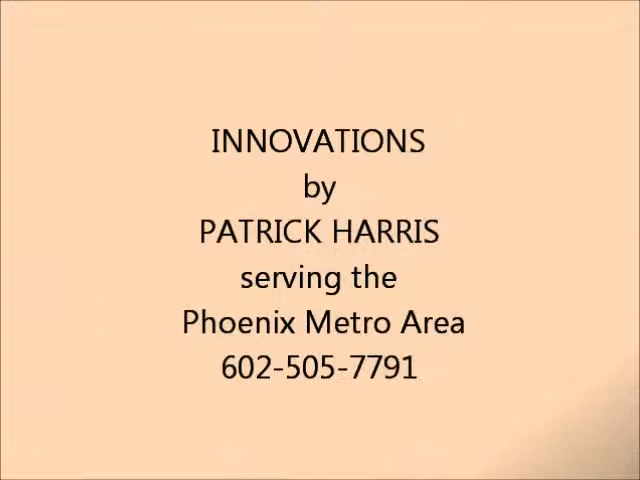 INNOVATIONS
by
PATRICK HARRIS
serving the
Phoenix Metro Area
602-505-7791